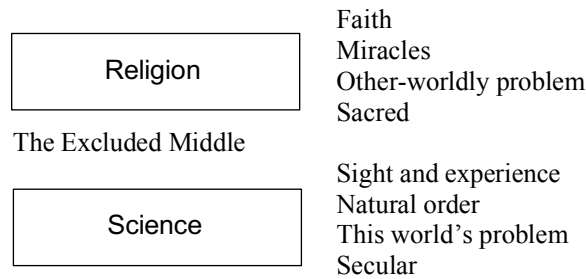 Religion
Faith
Miracles
Other-worldly problem
Sacred
The Excluded Middle
Science
Sight and experience
Natural order
This world’s problem
Secular